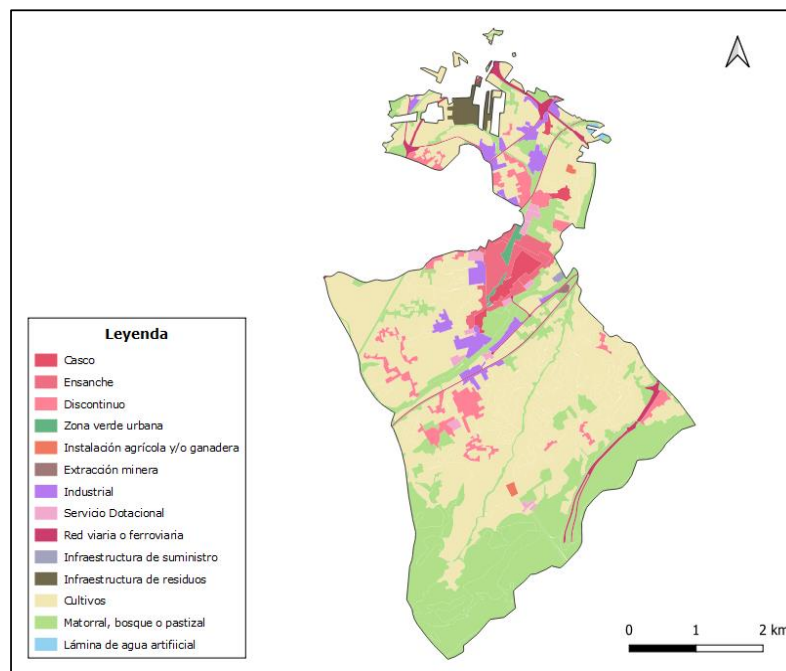 Leyenda
Casco
Ensanche
Discontinuo
Zona verde urbana
Instalación agrícola y/o ganadera
Extracción minera
Industrial
Servicio Dotacional
Red viaria o ferroviaria
Infraestructura de suministro
Infraestructura de residuos
Cultivos
Matorral, bosque o pastizal
Lámina de agua artifiicial
0 1 2 km